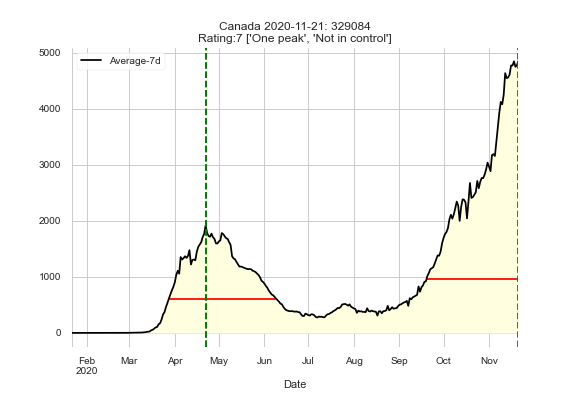 Canada 2020-11-21: 329084
Rating:7 ['One peak', 'Not in control']
Average-7d
5000
4000
3000
2000
1000
0
Feb Mar Apr May Jun Jul Aug Sep Oct Nov
2020
Date